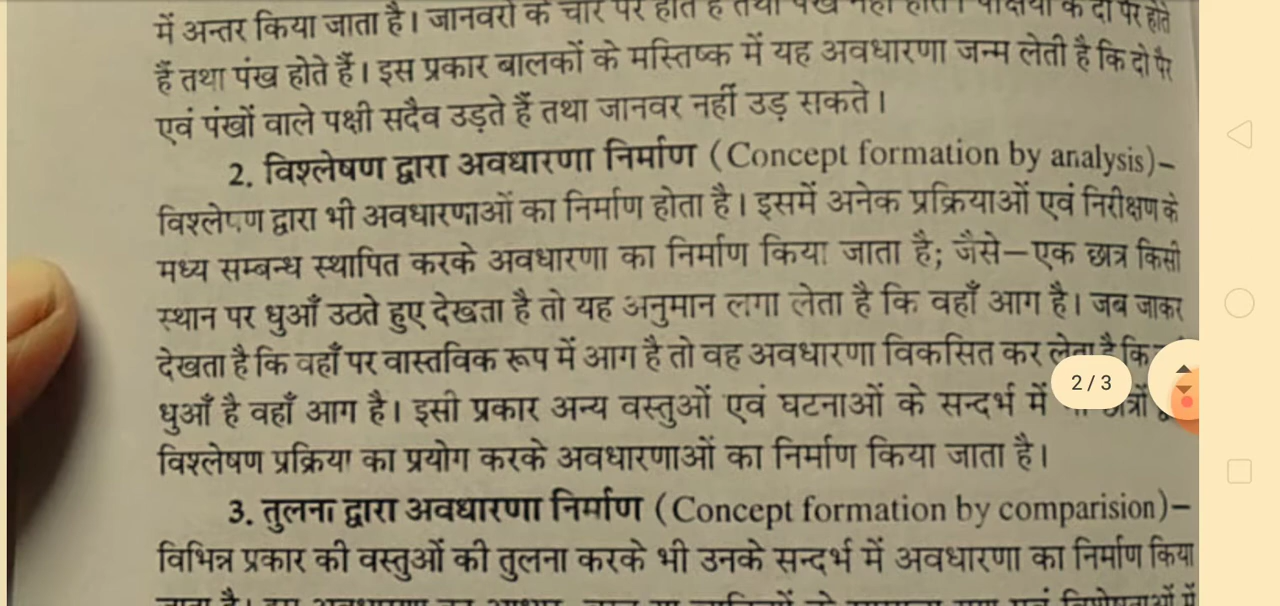 में अन्तर किया जाता है। जानवरों के चार पैर होते हैं तथा पंख नहीं होते। पक्षियों के दो पैर होते
हैं तथा पंख होते हैं। इस प्रकार बालकों के मस्तिष्क में यह अवधारणा जन्म लेती है कि दो पैर
एवं पंखों वाले पक्षी सदैव उड़ते हैं तथा जानवर नहीं उड़ सकते।
2. विश्लेषण द्वारा अवधारणा निर्माण (Concept formation by analysis)–
विश्लेषण द्वारा भी अवधारणाओं का निर्माण होता है। इसमें अनेक प्रक्रियाओं एवं निरीक्षण के
मध्य सम्बन्ध स्थापित करके अवधारणा का निर्माण किया जाता है; जैसे–एक छात्र किसी
स्थान पर धुआँ उठते हुए देखता है तो यह अनुमान लगा लेता है कि वहाँ आग है। जब जाकर
देखता है कि वहाँ पर वास्तविक रूप में आग है तो वह अवधारणा विकसित कर लेता है कि
2 / 3
धुआँ है वहाँ आग है। इसी प्रकार अन्य वस्तुओं एवं घटनाओं के सन्दर्भ में
विश्लेषण प्रक्रिया का प्रयोग करके अवधारणाओं का निर्माण किया जाता है।
3. तुलना द्वारा अवधारणा निर्माण (Concept formation by comparision)–
विभिन्न प्रकार की वस्तुओं की तुलना करके भी उनके सन्दर्भ में अवधारणा का निर्माण किया